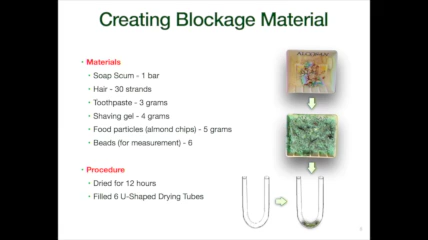 Creating Blockage Material
Materials
Soap Scum - 1 bar
Hair - 30 strands
Toothpaste - 3 grams
Shaving gel - 4 grams
Food particles (almond chips) - 5 grams
Beads (for measurement) - 6
Procedure
Dried for 12 hours
Filled 6 U-Shaped Drying Tubes